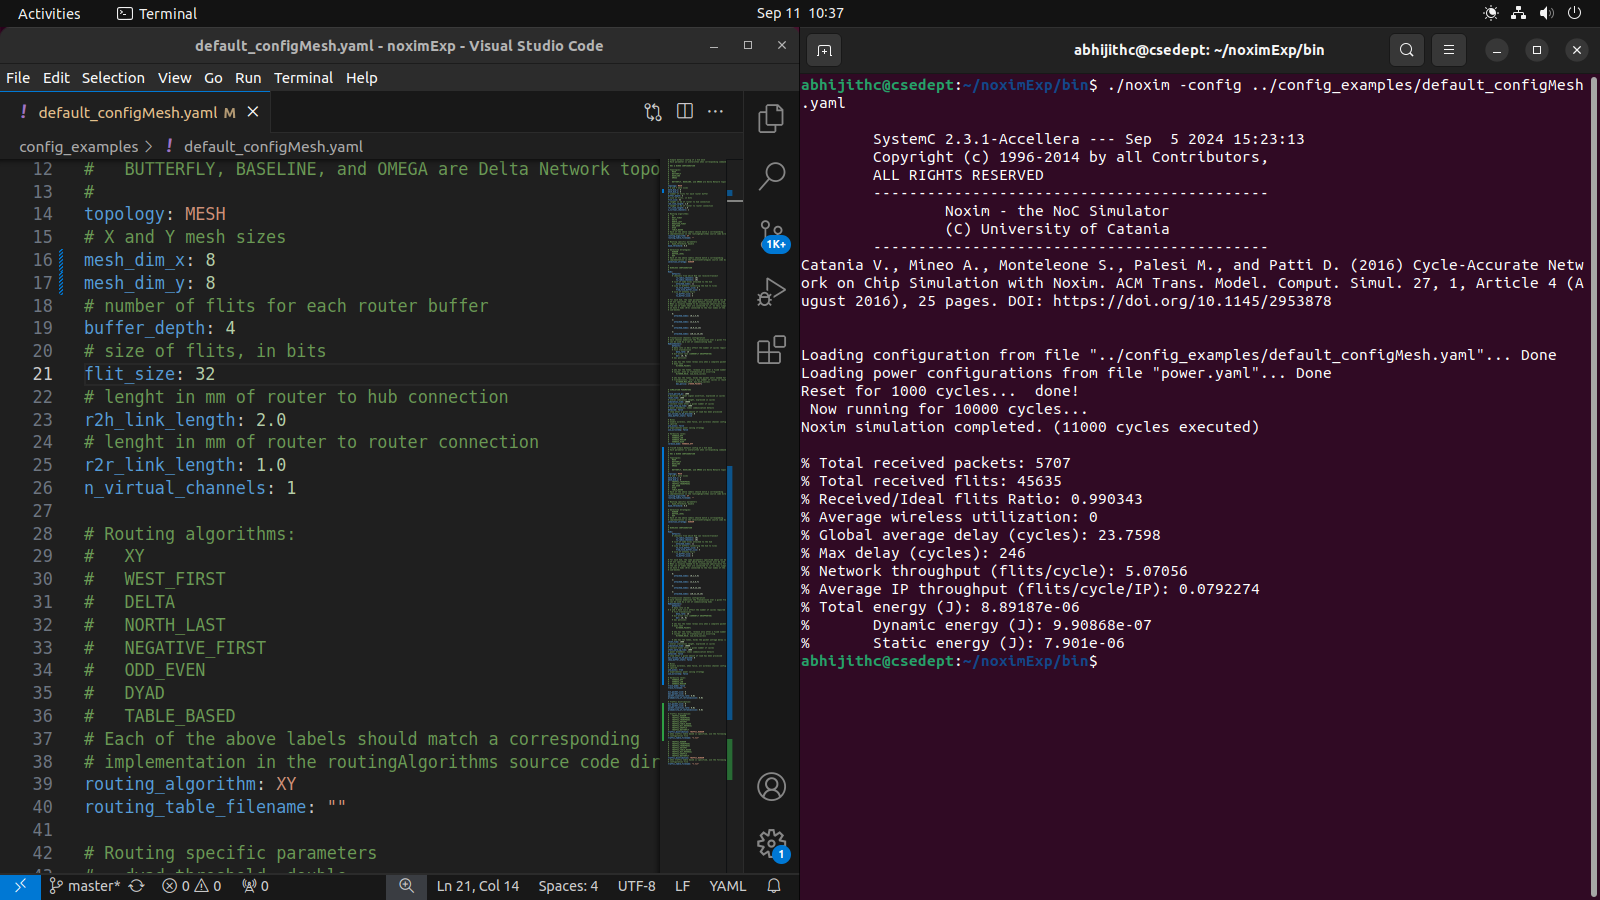 Activities
Terminal
Sep 11 10:37
default_configMesh.yaml - noximExp - Visual Studio Code
File Edit Selection View Go Run Terminal Help
! default_configMesh.yaml M
config_examples > ! default_configMesh.yaml
12 #   BUTTERFLY, BASELINE, and OMEGA are Delta Network topo
13 #
14 topology: MESH
15 # X and Y mesh sizes
16 mesh_dim_x: 8
17 mesh_dim_y: 8
18 # number of flits for each router buffer
19 buffer_depth: 4
20 # size of flits, in bits
21 flit_size: 32
22 # lenght in mm of router to hub connection
23 r2h_link_length: 2.0
24 # lenght in mm of router to router connection
25 r2r_link_length: 1.0
26 n_virtual_channels: 1
27
28 # Routing algorithms:
29 #   XY
30 #   WEST_FIRST
31 #   DELTA
32 #   NORTH_LAST
33 #   NEGATIVE_FIRST
34 #   ODD_EVEN
35 #   DYAD
36 #   TABLE_BASED
37 # Each of the above labels should match a corresponding
38 # implementation in the routingAlgorithms source code dir
39 routing_algorithm: XY
40 routing_table_filename: ""
41
42 # Routing specific parameters
1K+
1
master* 0 0 0 Ln 21, Col 14 Spaces: 4 UTF-8 LF YAML
abhijithc@csedept: ~/noximExp/bin
abhijithc@csedept:~/noximExp/bin$ ./noxim -config ../config_examples/default_configMesh
.yaml
SystemC 2.3.1-Accellera --- Sep  5 2024 15:23:13
Copyright (c) 1996-2014 by all Contributors,
ALL RIGHTS RESERVED
--------------------------------------------
Noxim - the NoC Simulator
(C) University of Catania
--------------------------------------------
Catania V., Mineo A., Monteleone S., Palesi M., and Patti D. (2016) Cycle-Accurate Netw
ork on Chip Simulation with Noxim. ACM Trans. Model. Comput. Simul. 27, 1, Article 4 (A
ugust 2016), 25 pages. DOI: https://doi.org/10.1145/2953878
Loading configuration from file "../config_examples/default_configMesh.yaml"... Done
Loading power configurations from file "power.yaml"... Done
Reset for 1000 cycles...  done!
Now running for 10000 cycles...
Noxim simulation completed. (11000 cycles executed)
% Total received packets: 5707
% Total received flits: 45635
% Received/Ideal flits Ratio: 0.990343
% Average wireless utilization: 0
% Global average delay (cycles): 23.7598
% Max delay (cycles): 246
% Network throughput (flits/cycle): 5.07056
% Average IP throughput (flits/cycle/IP): 0.0792274
% Total energy (J): 8.89187e-06
%       Dynamic energy (J): 9.90868e-07
%       Static energy (J): 7.901e-06
abhijithc@csedept:~/noximExp/bin$